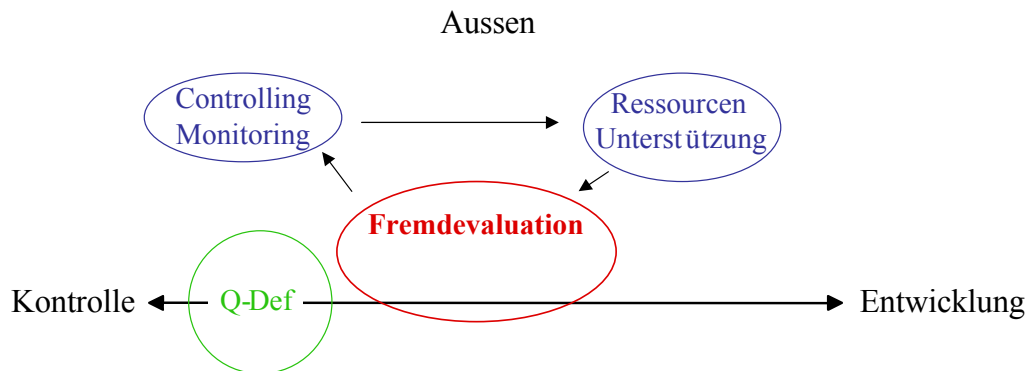 Aussen
Controlling
Monitoring
Ressourcen
Unterstützung
Fremdevaluation
Kontrolle
Q-Def
Entwicklung